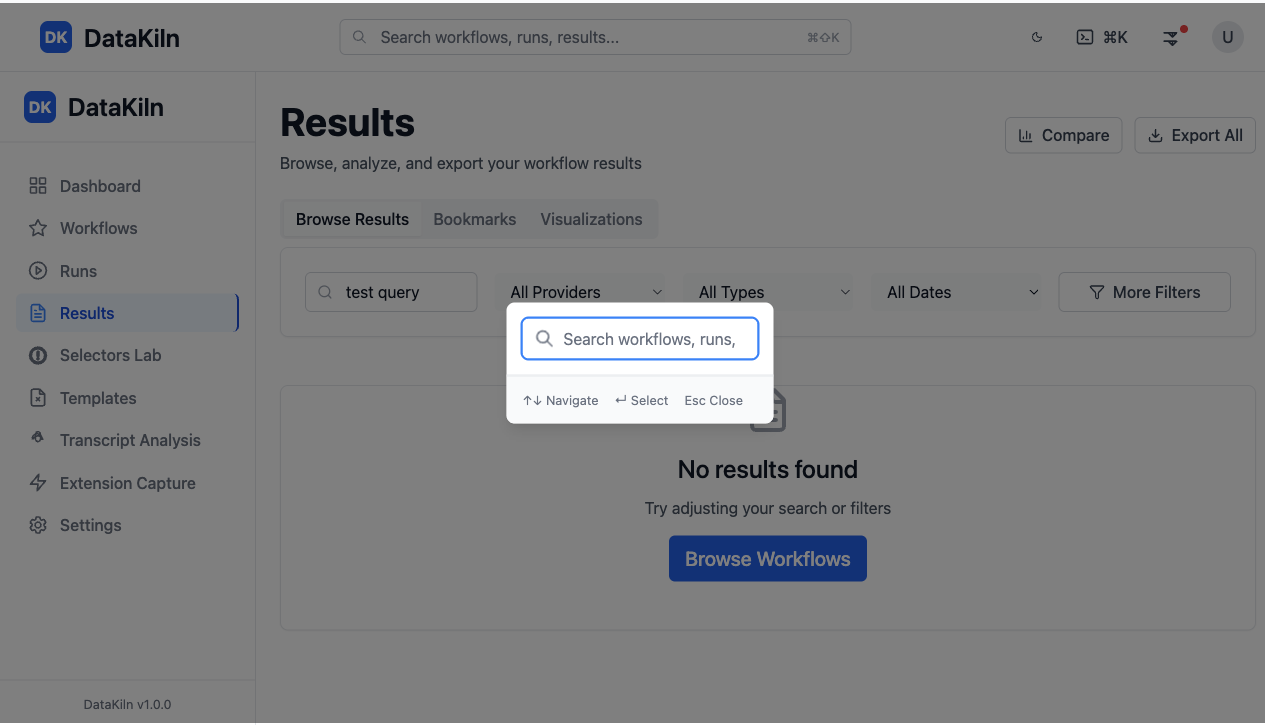 DK DataKiln
Search workflows, runs, results... ⌘⇧K
⌘K
U
DK DataKiln
Dashboard
Workflows
Runs
Results
Selectors Lab
Templates
Transcript Analysis
Extension Capture
Settings
DataKiln v1.0.0
Results
Browse, analyze, and export your workflow results
Compare
Export All
Browse Results Bookmarks Visualizations
test query All Providers All Types All Dates More Filters
Search workflows, runs,
↑↓ Navigate ↵ Select Esc Close
No results found
Try adjusting your search or filters
Browse Workflows